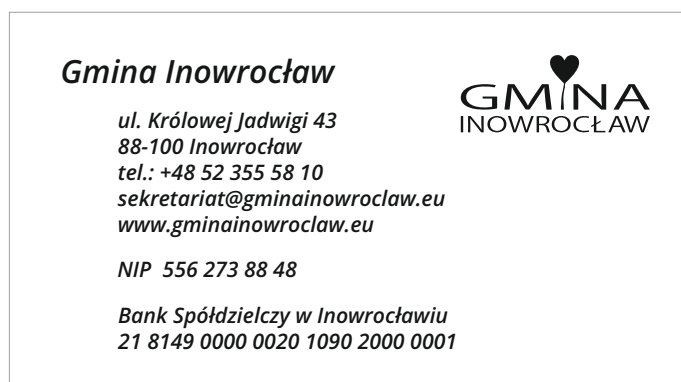 Gmina Inowrocław
GMINA
INOWROCŁAW
ul. Królowej Jadwigi 43
88-100 Inowrocław
tel.: +48 52 355 58 10
sekretariat@gminainowroclaw.eu
www.gminainowroclaw.eu
NIP  556 273 88 48
Bank Spółdzielczy w Inowrocławiu
21 8149 0000 0020 1090 2000 0001